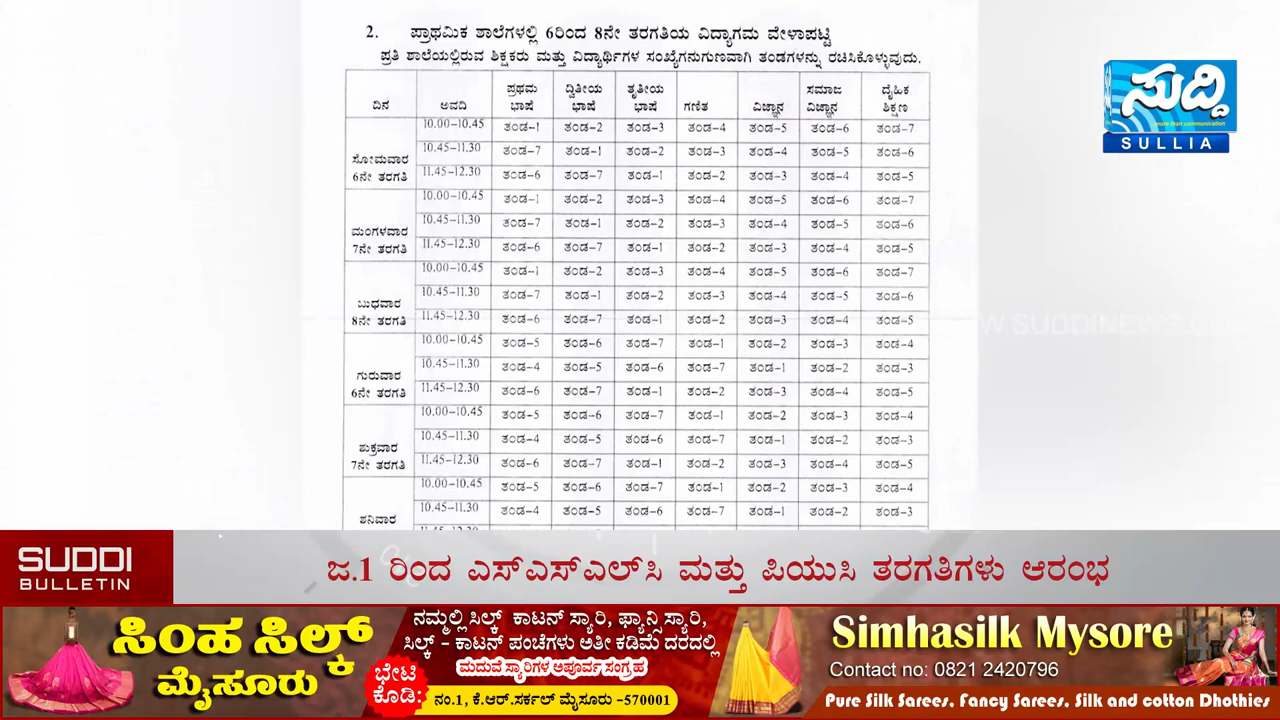 2. ಪ್ರಾಥಮಿಕ ಶಾಲೆಗಳಲ್ಲಿ 6ರಿಂದ 8ನೇ ತರಗತಿಯ ವಿದ್ಯಾಗಮ ವೇಳಾಪಟ್ಟಿ
ಪ್ರತಿ ಶಾಲೆಯಲ್ಲಿರುವ ಶಿಕ್ಷಕರು ಮತ್ತು ವಿದ್ಯಾರ್ಥಿಗಳ ಸಂಖ್ಯೆಗನುಗುಣವಾಗಿ ತಂಡಗಳನ್ನು ರಚಿಸಿಕೊಳ್ಳುವುದು.
ದಿನ ಅವದಿ ಪ್ರಥಮ ಭಾಷೆ ದ್ವಿತೀಯ ಭಾಷೆ ತೃತೀಯ ಭಾಷೆ ಗಣಿತ ವಿಜ್ಞಾನ ಸಮಾಜ ವಿಜ್ಞಾನ ದೈಹಿಕ ಶಿಕ್ಷಣ
ಸೋಮವಾರ 6ನೇ ತರಗತಿ
10.00-10.45 ತಂಡ-1 ತಂಡ-2 ತಂಡ-3 ತಂಡ-4 ತಂಡ-5 ತಂಡ-6 ತಂಡ-7
10.45-11.30 ತಂಡ-7 ತಂಡ-1 ತಂಡ-2 ತಂಡ-3 ತಂಡ-4 ತಂಡ-5 ತಂಡ-6
11.45-12.30 ತಂಡ-6 ತಂಡ-7 ತಂಡ-1 ತಂಡ-2 ತಂಡ-3 ತಂಡ-4 ತಂಡ-5
ಮಂಗಳವಾರ 7ನೇ ತರಗತಿ
10.00-10.45 ತಂಡ-1 ತಂಡ-2 ತಂಡ-3 ತಂಡ-4 ತಂಡ-5 ತಂಡ-6 ತಂಡ-7
10.45-11.30 ತಂಡ-7 ತಂಡ-1 ತಂಡ-2 ತಂಡ-3 ತಂಡ-4 ತಂಡ-5 ತಂಡ-6
11.45-12.30 ತಂಡ-6 ತಂಡ-7 ತಂಡ-1 ತಂಡ-2 ತಂಡ-3 ತಂಡ-4 ತಂಡ-5
ಬುಧವಾರ 8ನೇ ತರಗತಿ
10.00-10.45 ತಂಡ-1 ತಂಡ-2 ತಂಡ-3 ತಂಡ-4 ತಂಡ-5 ತಂಡ-6 ತಂಡ-7
10.45-11.30 ತಂಡ-7 ತಂಡ-1 ತಂಡ-2 ತಂಡ-3 ತಂಡ-4 ತಂಡ-5 ತಂಡ-6
11.45-12.30 ತಂಡ-6 ತಂಡ-7 ತಂಡ-1 ತಂಡ-2 ತಂಡ-3 ತಂಡ-4 ತಂಡ-5
ಗುರುವಾರ 6ನೇ ತರಗತಿ
10.00-10.45 ತಂಡ-5 ತಂಡ-6 ತಂಡ-7 ತಂಡ-1 ತಂಡ-2 ತಂಡ-3 ತಂಡ-4
10.45-11.30 ತಂಡ-4 ತಂಡ-5 ತಂಡ-6 ತಂಡ-7 ತಂಡ-1 ತಂಡ-2 ತಂಡ-3
11.45-12.30 ತಂಡ-6 ತಂಡ-7 ತಂಡ-1 ತಂಡ-2 ತಂಡ-3 ತಂಡ-4 ತಂಡ-5
ಶುಕ್ರವಾರ 7ನೇ ತರಗತಿ
10.00-10.45 ತಂಡ-5 ತಂಡ-6 ತಂಡ-7 ತಂಡ-1 ತಂಡ-2 ತಂಡ-3 ತಂಡ-4
10.45-11.30 ತಂಡ-4 ತಂಡ-5 ತಂಡ-6 ತಂಡ-7 ತಂಡ-1 ತಂಡ-2 ತಂಡ-3
11.45-12.30 ತಂಡ-6 ತಂಡ-7 ತಂಡ-1 ತಂಡ-2 ತಂಡ-3 ತಂಡ-4 ತಂಡ-5
ಶನಿವಾರ
10.00-10.45 ತಂಡ-5 ತಂಡ-6 ತಂಡ-7 ತಂಡ-1 ತಂಡ-2 ತಂಡ-3 ತಂಡ-4
10.45-11.30 ತಂಡ-4 ತಂಡ-5 ತಂಡ-6 ತಂಡ-7 ತಂಡ-1 ತಂಡ-2 ತಂಡ-3
ಸುದ್ದಿ
more than communication
SULLIA
SUDDI
BULLETIN
ಜ.1 ರಿಂದ ಎಸ್ಎಸ್ಎಲ್‌ಸಿ ಮತ್ತು ಪಿಯುಸಿ ತರಗತಿಗಳು ಆರಂಭ
ಸಿಂಹ ಸಿಲ್ಕ್
ಮೈಸೂರು
ನಮ್ಮಲ್ಲಿ ಸಿಲ್ಕ್ ಕಾಟನ್ ಸ್ಯಾರಿ, ಫ್ಯಾನ್ಸಿ ಸ್ಯಾರಿ,
ಸಿಲ್ಕ್ - ಕಾಟನ್ ಪಂಚೆಗಳು ಅತೀ ಕಡಿಮೆ ದರದಲ್ಲಿ
ಮದುವೆ ಸ್ಯಾರಿಗಳ ಅಪೂರ್ವ ಸಂಗ್ರಹ
ಭೇಟಿ
ಕೊಡಿ:
ನಂ.1, ಕೆ.ಆರ್.ಸರ್ಕಲ್ ಮೈಸೂರು -570001
Simhasilk Mysore
Contact no: 0821 2420796
Pure Silk Sarees, Fancy Sarees, Silk and cotton Dhothies